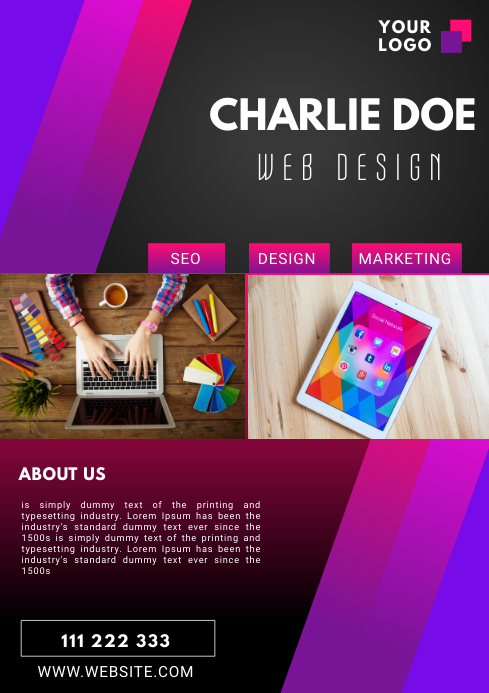 YOUR
LOGO
CHARLIE DOE
WEB DESIGN
SEO
DESIGN
MARKETING
Social Network
ABOUT US
is simply dummy text of the printing and
typesetting industry. Lorem Ipsum has been the
industry's standard dummy text ever since the
1500s is simply dummy text of the printing and
typesetting industry. Lorem Ipsum has been the
industry's standard dummy text ever since the
1500s
111 222 333
WWW.WEBSITE.COM